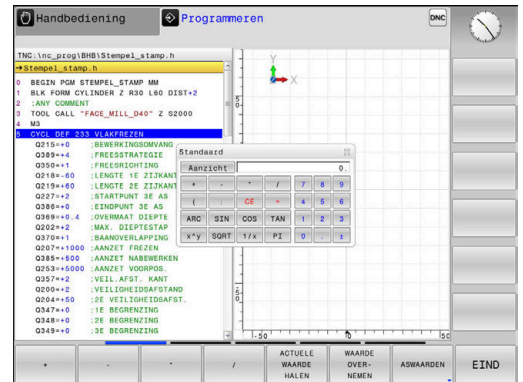 Handbediening
Programmeren
DNC
TNC:\nc_prog\BHB\Stempel_stamp.h
→Stempel_stamp.h
0 BEGIN PGM STEMPEL_STAMP MM
1 BLK FORM CYLINDER Z R30 L60 DIST+2
2 ;ANY COMMENT
3 TOOL CALL "FACE_MILL_D40" Z S2000
4 M3
5 CYCL DEF 233 VLAKFREZEN
Q215=+0 ;BEWERKINGSOMVANG
Q389=+4 ;FREESSTRATEGIE
Q350=+1 ;FREESRICHTING
Q218=-60 ;LENGTE 1E ZIJKANT
Q219=+60 ;LENGTE 2E ZIJKANT
Q227=+2 ;STARTPUNT 3E AS
Q386=+0 ;EINDPUNT 3E AS
Q369=+0.4 ;OVERMAAT DIEPTE
Q202=+2 ;MAX. DIEPTESTAP
Q370=+1 ;BAANOVERLAPPING
Q207=+1000 ;AANZET FREZEN
Q385=+500 ;AANZET NABEWERKEN
Q253=+5000 ;AANZET VOORPOS.
Q357=+2 ;VEIL.AFST. KANT
Q200=+2 ;VEILIGHEIDSAFSTAND
Q204=+50 ;2E VEILIGHEIDSAFST.
Q347=+0 ;1E BEGRENZING
Q348=+0 ;2E BEGRENZING
Q349=+0 ;3E BEGRENZING
Y
X
50
0
-50
0
50
Standaard
Aanzicht 0.
+ - * / 7 8 9
( ) CE = 4 5 6
ARC SIN COS TAN 1 2 3
X^Y SQRT 1/x PI 0 . ±
+
-
*
/
ACTUELE
WAARDE
HALEN
WAARDE
OVER-
NEMEN
ASWAARDEN
EIND